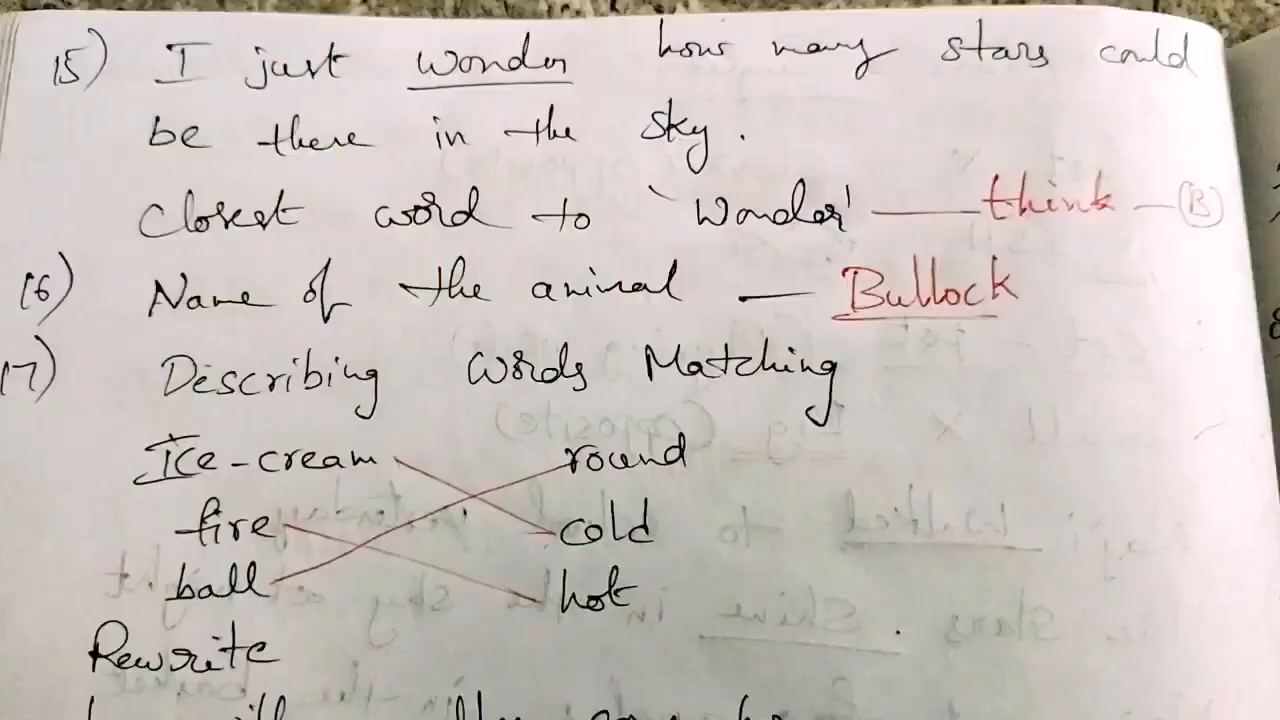 15) I just wonder how many stars could
be there in the sky.
Closest word to 'Wonder' — think — (B)
16) Name of the animal — Bullock
17) Describing Words Matching
Ice-cream round
fire cold
ball hot
Rewrite